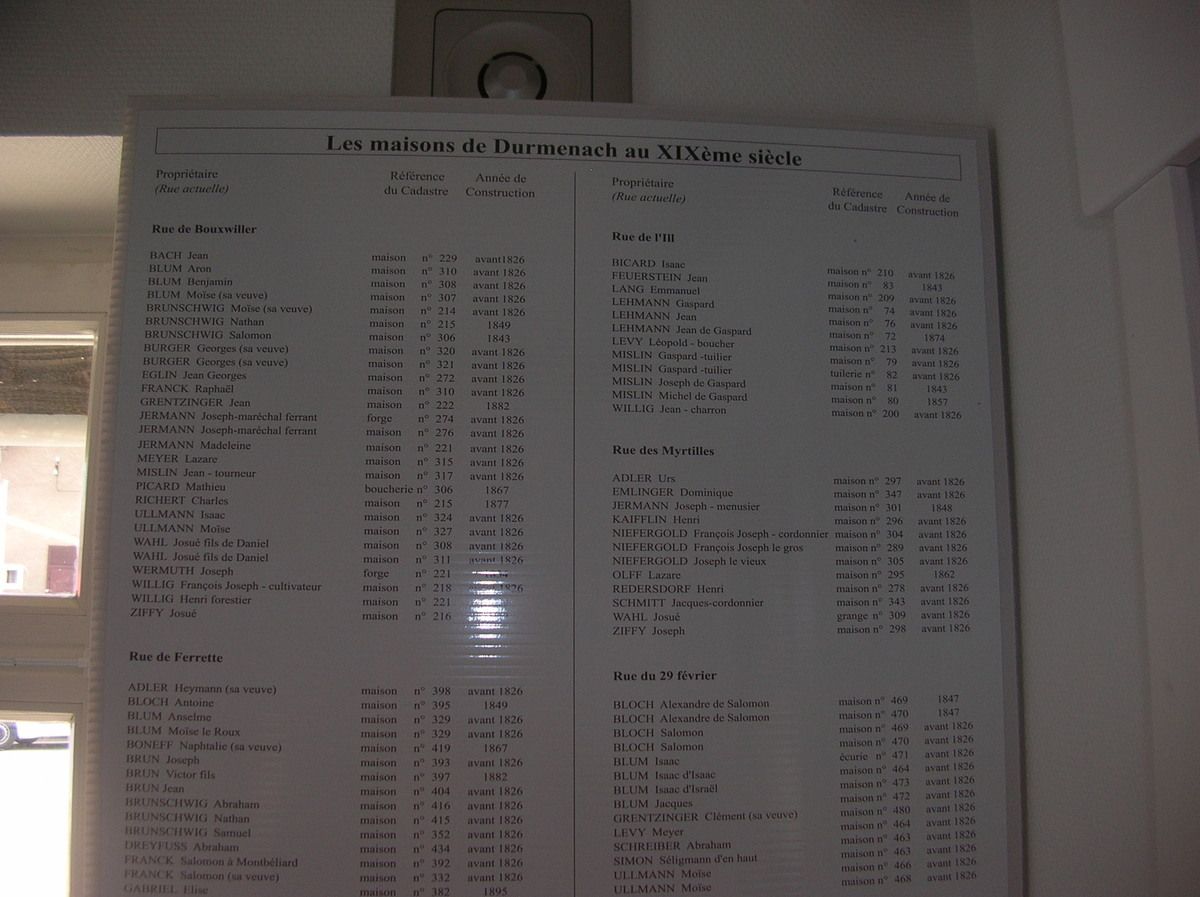 Les maisons de Durmenach au XIXème siècle
Propriétaire Référence Année de
(Rue actuelle) du Cadastre Construction
Rue de Bouxwiller
BACH Jean maison n° 229 avant1826
BLUM Aron maison n° 310 avant 1826
BLUM Benjamin maison n° 308 avant 1826
BLUM Moïse (sa veuve) maison n° 307 avant 1826
BRUNSCHWIG Moïse (sa veuve) maison n° 214 avant 1826
BRUNSCHWIG Nathan maison n° 215 1849
BRUNSCHWIG Salomon maison n° 306 1843
BURGER Georges (sa veuve) maison n° 320 avant 1826
BURGER Georges (sa veuve) maison n° 321 avant 1826
EGLIN Jean Georges maison n° 272 avant 1826
FRANCK Raphaël maison n° 310 avant 1826
GRENTZINGER Jean maison n° 222 1882
JERMANN Joseph-maréchal ferrant forge n° 274 avant 1826
JERMANN Joseph-maréchal ferrant maison n° 276 avant 1826
JERMANN Madeleine maison n° 221 avant 1826
MEYER Lazare maison n° 315 avant 1826
MISLIN Jean - tourneur maison n° 317 avant 1826
PICARD Mathieu boucherie n° 306 1867
RICHERT Charles maison n° 215 1877
ULLMANN Isaac maison n° 324 avant 1826
ULLMANN Moïse maison n° 327 avant 1826
WAHL Josué fils de Daniel maison n° 308 avant 1826
WAHL Josué fils de Daniel maison n° 311 avant 1826
WERMUTH Joseph forge n° 221
WILLIG François Joseph - cultivateur maison n° 218
WILLIG Henri forestier maison n° 221
ZIFFY Josué maison n° 216
Rue de Ferrette
ADLER Heymann (sa veuve) maison n° 398 avant 1826
BLOCH Antoine maison n° 395 1849
BLUM Anselme maison n° 329 avant 1826
BLUM Moïse le Roux maison n° 329 avant 1826
BONEFF Naphtalie (sa veuve) maison n° 419 1867
BRUN Joseph maison n° 393 avant 1826
BRUN Victor fils maison n° 397 1882
BRUN Jean maison n° 404 avant 1826
BRUNSCHWIG Abraham maison n° 416 avant 1826
BRUNSCHWIG Nathan maison n° 415 avant 1826
BRUNSCHWIG Samuel maison n° 352 avant 1826
DREYFUSS Abraham maison n° 434 avant 1826
FRANCK Salomon à Montbéliard maison n° 392 avant 1826
FRANCK Salomon (sa veuve) maison n° 332 avant 1826
GABRIEL Elise maison n° 382 1895
Propriétaire Référence Année de
(Rue actuelle) du Cadastre Construction
Rue de l'Ill
BICARD Isaac maison n° 210 avant 1826
FEUERSTEIN Jean maison n° 83 1843
LANG Emmanuel maison n° 209 avant 1826
LEHMANN Gaspard maison n° 74 avant 1826
LEHMANN Jean maison n° 76 avant 1826
LEHMANN Jean de Gaspard maison n° 72 1874
LEVY Léopold - boucher maison n° 213 avant 1826
MISLIN Gaspard -tuilier maison n° 79 avant 1826
MISLIN Gaspard -tuilier tuilerie n° 82 avant 1826
MISLIN Joseph de Gaspard maison n° 81 1843
MISLIN Michel de Gaspard maison n° 80 1857
WILLIG Jean - charron maison n° 200 avant 1826
Rue des Myrtilles
ADLER Urs maison n° 297 avant 1826
EMLINGER Dominique maison n° 347 avant 1826
JERMANN Joseph - menusier maison n° 301 1848
KAIFFLIN Henri maison n° 296 avant 1826
NIEFERGOLD François Joseph - cordonnier maison n° 304 avant 1826
NIEFERGOLD François Joseph le gros maison n° 289 avant 1826
NIEFERGOLD Joseph le vieux maison n° 305 avant 1826
OLFF Lazare maison n° 295 1862
REDERSDORF Henri maison n° 278 avant 1826
SCHMITT Jacques-cordonnier maison n° 343 avant 1826
WAHL Josué grange n° 309 avant 1826
ZIFFY Joseph maison n° 298 avant 1826
Rue du 29 février
BLOCH Alexandre de Salomon maison n° 469 1847
BLOCH Alexandre de Salomon maison n° 470 1847
BLOCH Salomon maison n° 469 avant 1826
BLOCH Salomon maison n° 470 avant 1826
BLUM Isaac écurie n° 471 avant 1826
BLUM Isaac d'Isaac maison n° 464 avant 1826
BLUM Isaac d'Israël maison n° 473 avant 1826
BLUM Jacques maison n° 472 avant 1826
GRENTZINGER Clément (sa veuve) maison n° 480 avant 1826
LEVY Meyer maison n° 464 avant 1826
SCHREIBER Abraham maison n° 463 avant 1826
SIMON Séligmann d'en haut maison n° 463 avant 1826
ULLMANN Moïse maison n° 466 avant 1826
ULLMANN Moïse maison n° 468 avant 1826